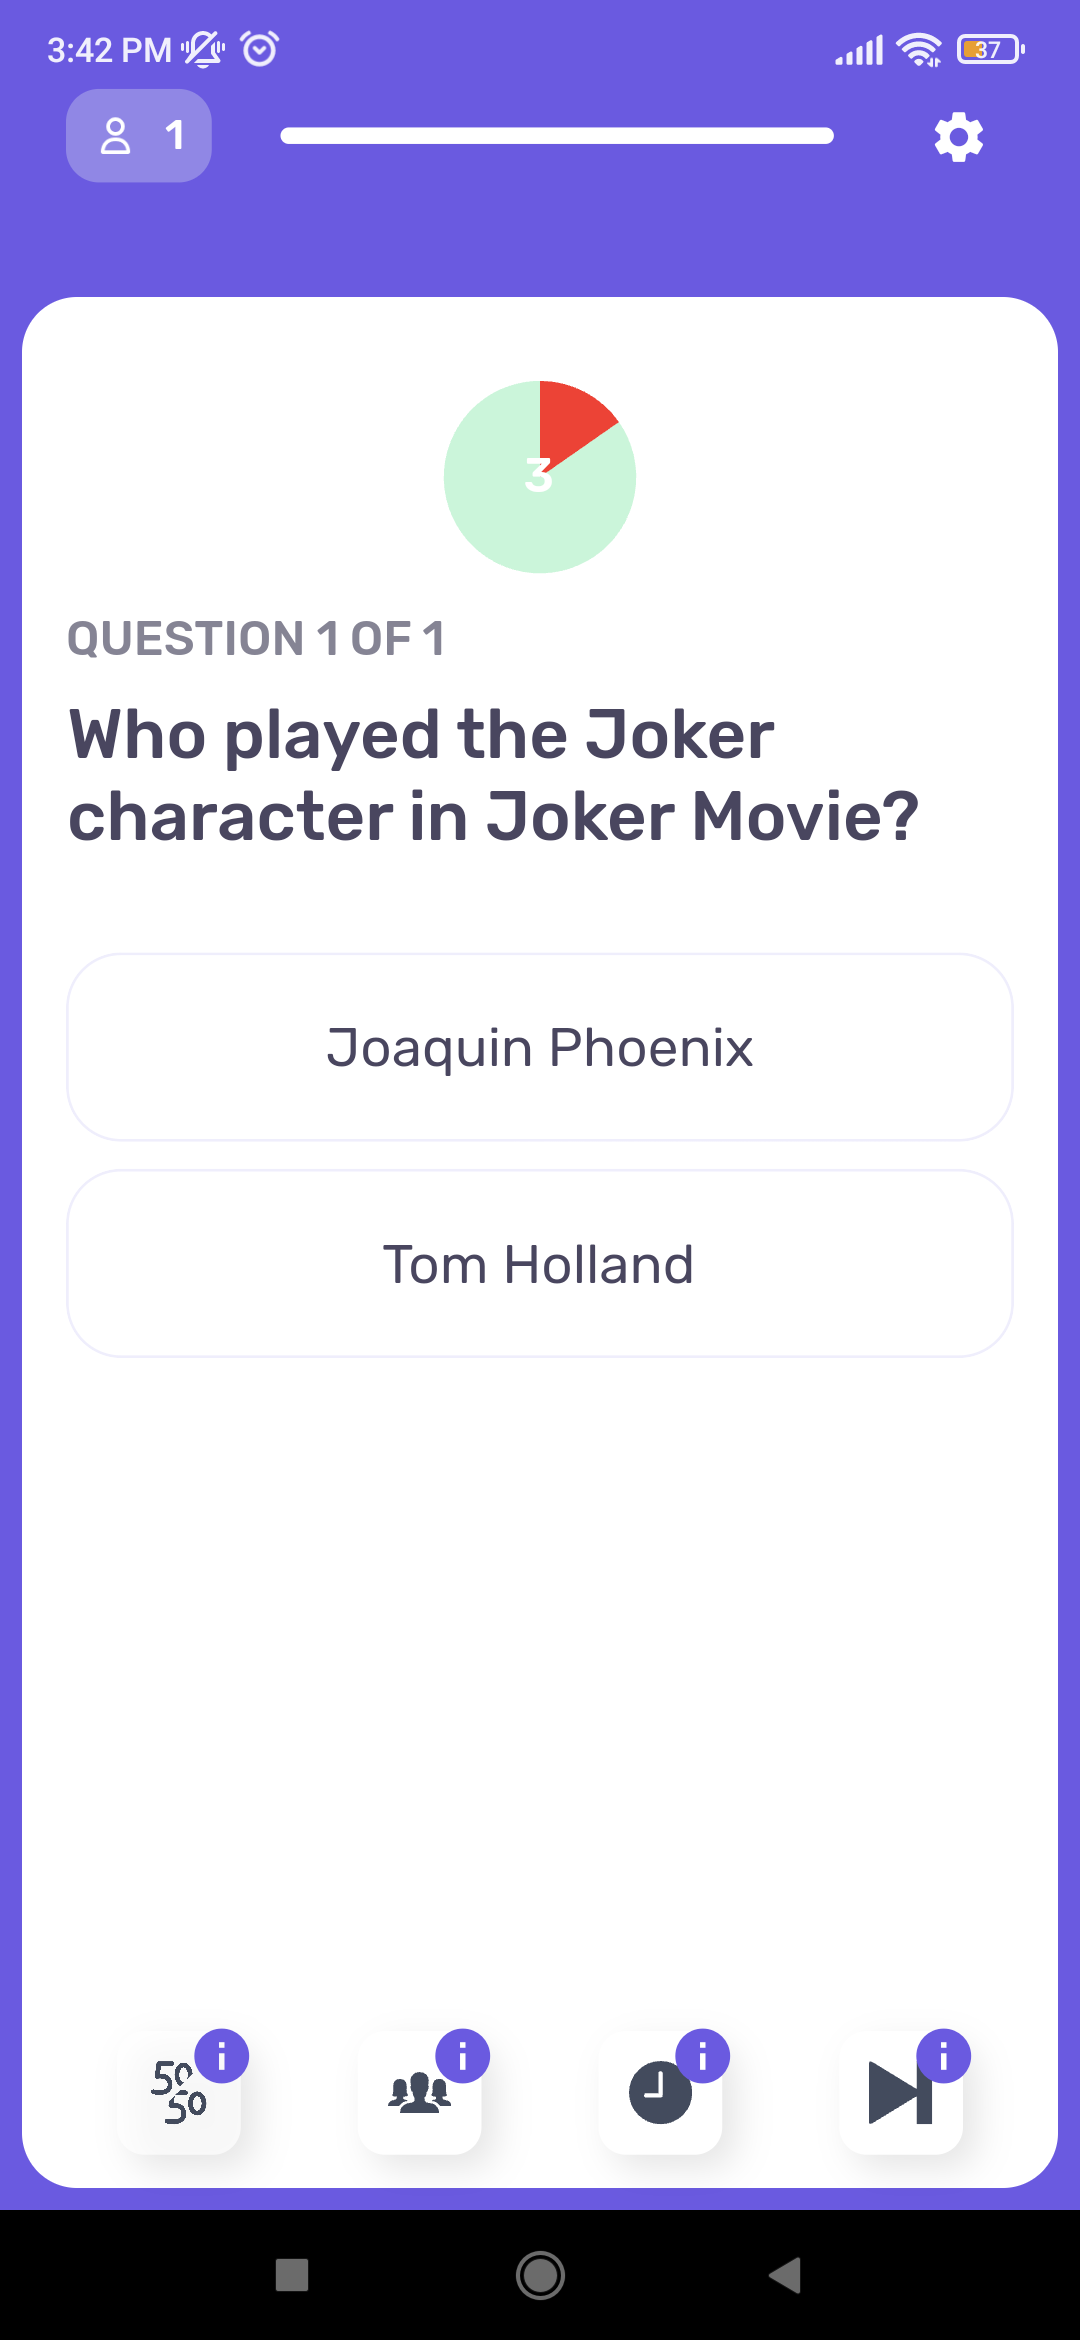 3:42 PM
37
1
3
QUESTION 1 OF 1
Who played the Joker
character in Joker Movie?
Joaquin Phoenix
Tom Holland
50
50
i
i
i
i